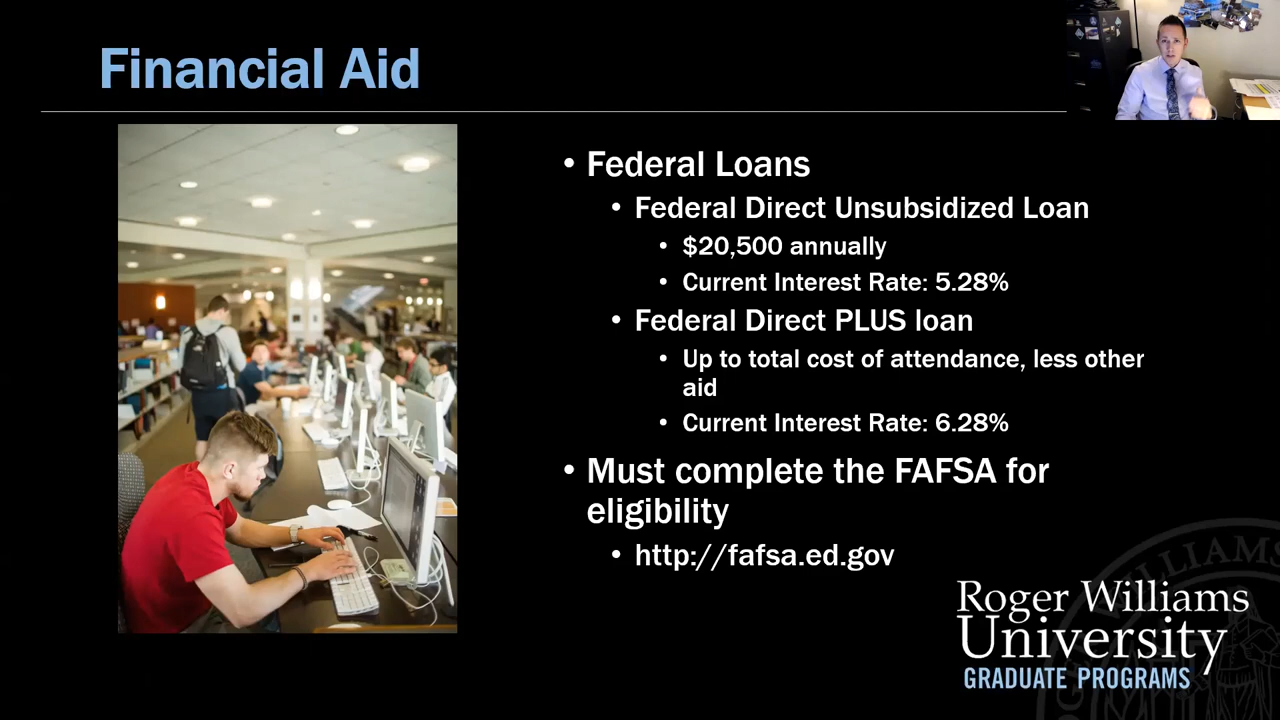 Financial Aid
• Federal Loans
• Federal Direct Unsubsidized Loan
• $20,500 annually
• Current Interest Rate: 5.28%
• Federal Direct PLUS loan
• Up to total cost of attendance, less other
aid
• Current Interest Rate: 6.28%
• Must complete the FAFSA for
eligibility
• http://fafsa.ed.gov
WILLIAMS
Roger Williams
University
GRADUATE PROGRAMS